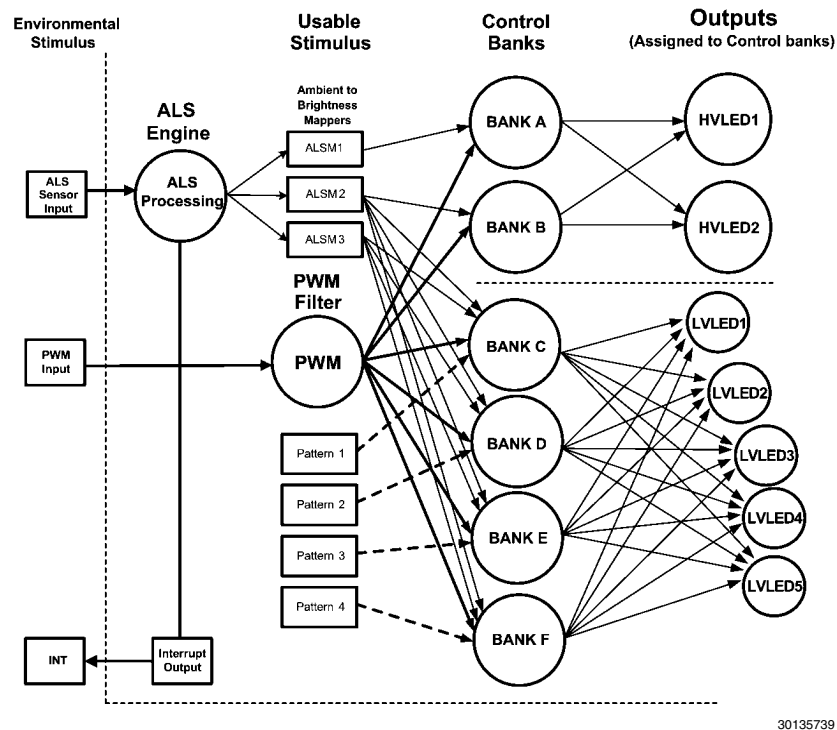 Environmental
Stimulus
Usable
Stimulus
Control
Banks
Outputs
(Assigned to Control banks)
ALS
Engine
Ambient to
Brightness
Mappers
ALS
Sensor
Input
ALS
Processing
ALSM1
ALSM2
ALSM3
BANK A
BANK B
HVLED1
HVLED2
PWM
Filter
PWM
Input
PWM
BANK C
BANK D
BANK E
BANK F
LVLED1
LVLED2
LVLED3
LVLED4
LVLED5
Pattern 1
Pattern 2
Pattern 3
Pattern 4
INT
Interrupt
Output
30135739